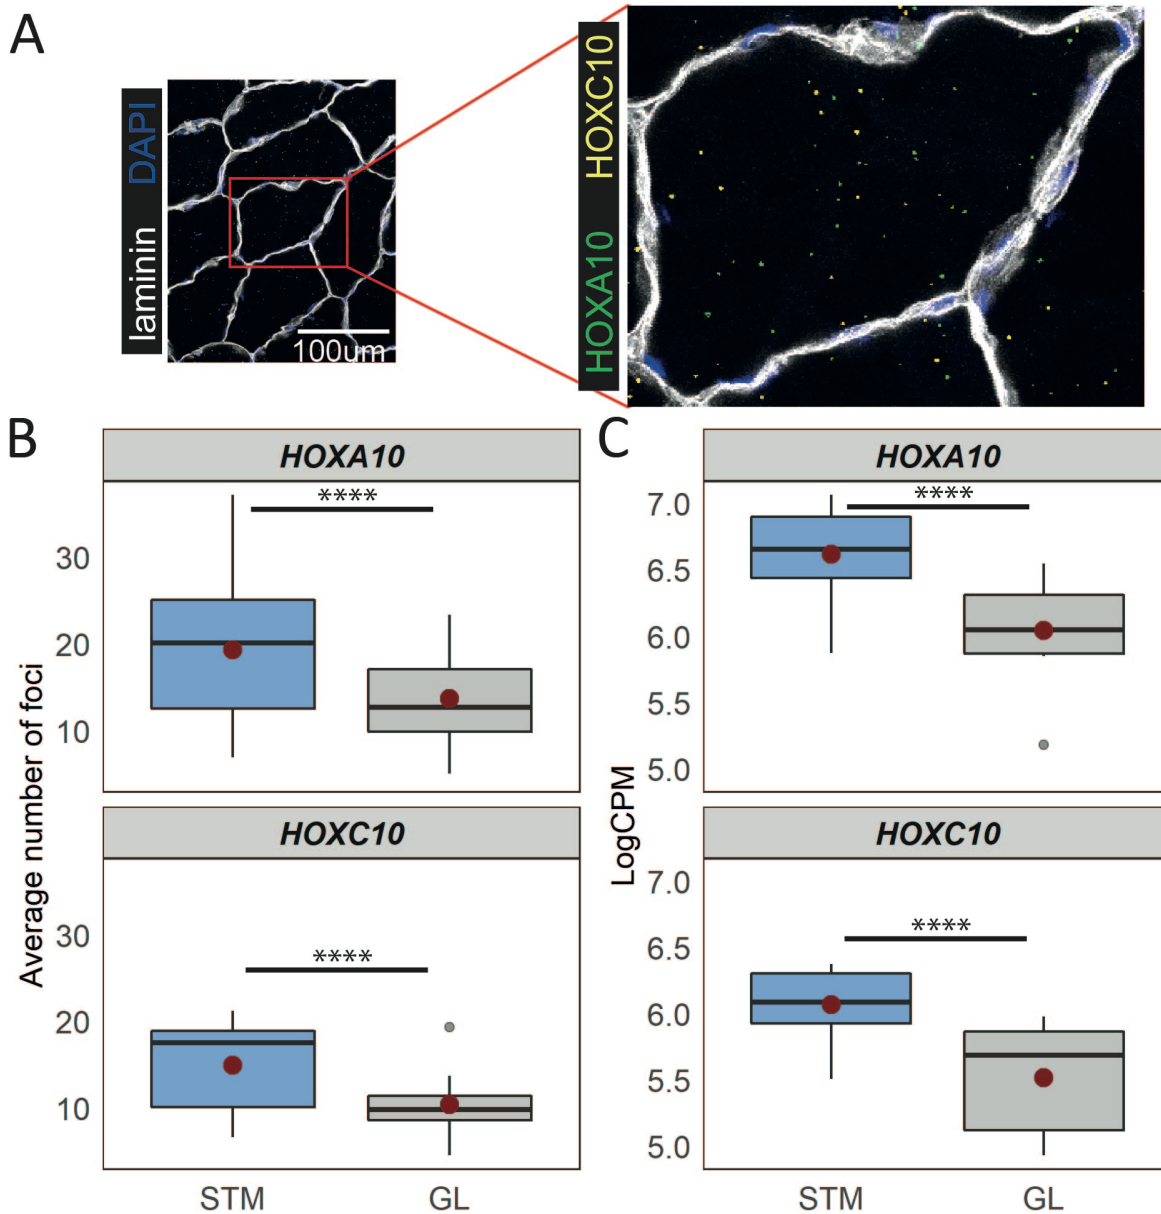 A
laminin DAPI
100um
HOXA10 HOXC10
B
C
HOXA10
HOXA10
****
****
30
20
10
7.0
6.5
6.0
5.5
5.0
Average number of foci
LogCPM
HOXC10
HOXC10
****
****
30
20
10
7.0
6.5
6.0
5.5
5.0
STM GL
STM GL